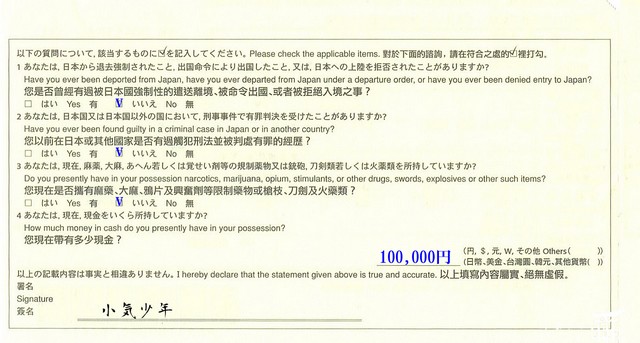 以下の質問について,該当するものに☑を記入してください。Please check the applicable items. 對於下面的諮詢,請在符合之處的☑裡打勾。
1 あなたは,日本から退去強制されたこと,出国命令により出国したこと,又は,日本への上陸を拒否されたことがありますか?
Have you ever been deported from Japan, have you ever departed from Japan under a departure order, or have you ever been denied entry to Japan?
您是否曾經有過被日本國強制性的遣送離境、被命令出國、或者被拒絕入境之事?
□ はい Yes 有 ☑ いいえ No 無
2 あなたは,日本国又は日本国以外の国において,刑事事件で有罪判決を受けたことがありますか?
Have you ever been found guilty in a criminal case in Japan or in another country?
您以前在日本或其他國家是否有過觸犯刑法並被判處有罪的經歷?
□ はい Yes 有 ☑ いいえ No 無
3 あなたは,現在,麻薬,大麻,あへん若しくは覚せい剤等の規制薬物又は銃砲,刀剣類若しくは火薬類を所持していますか?
Do you presently have in your possession narcotics, marijuana, opium, stimulants, or other drugs, swords, explosives or other such items?
您現在是否攜有麻藥、大麻、鴉片及興奮劑等限制藥物或槍枝、刀劍及火藥類?
□ はい Yes 有 ☑ いいえ No 無
4 あなたは,現在,現金をいくら所持していますか?
How much money in cash do you presently have in your possession?
您現在帶有多少現金?
100,000円 (円,$,元,W,その他 Others( ))
(日幣、美金、台灣圓、韓元、其他貨幣( ))
以上の記載内容は事実と相違ありません。I hereby declare that the statement given above is true and accurate. 以上填寫內容屬實、絕無虛假。
署名
Signature
簽名 小気少年